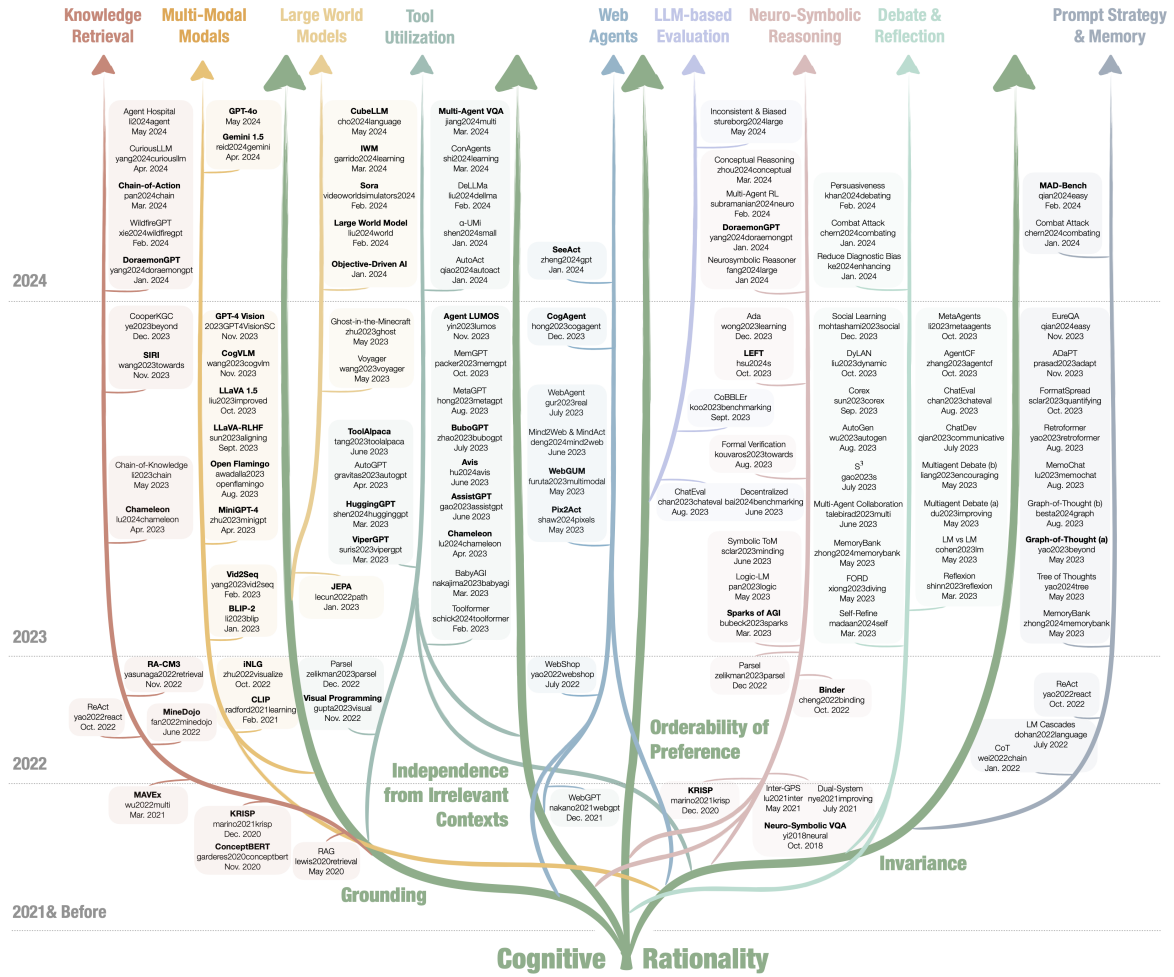 Knowledge
Retrieval
Multi-Modal
Modals
Large World
Models
Tool
Utilization
Web
Agents
LLM-based
Evaluation
Neuro-Symbolic
Reasoning
Debate &
Reflection
Prompt Strategy
& Memory
Agent Hospital
li2024agent
May 2024
CuriousLLM
yang2024curiousllm
Apr. 2024
Chain-of-Action
pan2024chain
Mar. 2024
WildfireGPT
xie2024wildfiregpt
Feb. 2024
DoraemonGPT
yang2024doraemongpt
Jan. 2024
GPT-4o
May 2024
Gemini 1.5
reid2024gemini
Apr. 2024
CubeLLM
cho2024language
May 2024
IWM
garrido2024learning
Mar. 2024
Sora
videoworldsimulators2024
Feb. 2024
Large World Model
liu2024world
Feb. 2024
Objective-Driven AI
Jan. 2024
Multi-Agent VQA
jiang2024multi
Mar. 2024
ConAgents
shi2024learning
Mar. 2024
DeLLMa
liu2024dellma
Feb. 2024
α-UMi
shen2024small
Jan. 2024
AutoAct
qiao2024autoact
Jan. 2024
SeeAct
zheng2024gpt
Jan. 2024
Inconsistent & Biased
stureborg2024large
May 2024
Conceptual Reasoning
zhou2024conceptual
Mar. 2024
Multi-Agent RL
subramanian2024neuro
Feb. 2024
DoraemonGPT
yang2024doraemongpt
Jan. 2024
Neurosymbolic Reasoner
fang2024large
Jan. 2024
Persuasiveness
khan2024debating
Feb. 2024
Combat Attack
chern2024combating
Jan. 2024
Reduce Diagnostic Bias
ke2024enhancing
Jan. 2024
MAD-Bench
qian2024easy
Feb. 2024
Combat Attack
chern2024combating
Jan. 2024
2024
CooperKGC
ye2023beyond
Dec. 2023
SIRI
wang2023towards
Nov. 2023
Chain-of-Knowledge
li2023chain
May 2023
Chameleon
lu2024chameleon
Apr. 2023
GPT-4 Vision
2023GPT4VisionSC
Nov. 2023
CogVLM
wang2023cogvlm
Nov. 2023
LLaVA 1.5
liu2023improved
Oct. 2023
LLaVA-RLHF
sun2023aligning
Sept. 2023
Open Flamingo
awadalla2023
openflamingo
Aug. 2023
MiniGPT-4
zhu2023minigpt
Apr. 2023
Vid2Seq
yang2023vid2seq
Feb. 2023
BLIP-2
li2023blip
Jan. 2023
Ghost-in-the-Minecraft
zhu2023ghost
May 2023
Voyager
wang2023voyager
May 2023
ToolAlpaca
tang2023toolalpaca
June 2023
AutoGPT
gravitas2023autogpt
Apr. 2023
HuggingGPT
shen2024hugginggpt
Mar. 2023
ViperGPT
suris2023vipergpt
Mar. 2023
JEPA
lecun2022path
Jan. 2023
Agent LUMOS
yin2023lumos
Nov. 2023
MemGPT
packer2023memgpt
Oct. 2023
MetaGPT
hong2023metagpt
Aug. 2023
BuboGPT
zhao2023bubogpt
July 2023
Avis
hu2024avis
June 2023
AssistGPT
gao2023assistgpt
June 2023
Chameleon
lu2024chameleon
Apr. 2023
BabyAGI
nakajima2023babyagi
Mar. 2023
Toolformer
schick2024toolformer
Feb. 2023
CogAgent
hong2023cogagent
Dec. 2023
WebAgent
gur2023real
July 2023
Mind2Web & MindAct
deng2024mind2web
June 2023
WebGUM
furuta2023multimodal
May 2023
Pix2Act
shaw2024pixels
May 2023
Ada
wong2023learning
Dec. 2023
LEFT
hsu2024s
Oct. 2023
CoBBLEr
koo2023benchmarking
Sept. 2023
Formal Verification
kouvaros2023towards
Aug. 2023
ChatEval
chan2023chateval
Aug. 2023
Decentralized
bai2024benchmarking
June 2023
Symbolic ToM
sclar2023minding
June 2023
Logic-LM
pan2023logic
May 2023
Sparks of AGI
bubeck2023sparks
Mar. 2023
Social Learning
mohtashami2023social
Dec. 2023
DyLAN
liu2023dynamic
Oct. 2023
Corex
sun2023corex
Sep. 2023
AutoGen
wu2023autogen
Aug. 2023
S³
gao2023s
July 2023
Multi-Agent Collaboration
talebirad2023multi
June 2023
MemoryBank
zhong2024memorybank
May 2023
FORD
xiong2023diving
May 2023
Self-Refine
madaan2024self
Mar. 2023
MetaAgents
li2023metaagents
Oct. 2023
AgentCF
zhang2023agentcf
Oct. 2023
ChatEval
chan2023chateval
Aug. 2023
ChatDev
qian2023communicative
July 2023
Multiagent Debate (b)
liang2023encouraging
May 2023
Multiagent Debate (a)
du2023improving
May 2023
LM vs LM
cohen2023lm
May 2023
Reflexion
shinn2023reflexion
Mar. 2023
EureQA
qian2024easy
Nov. 2023
ADaPT
prasad2023adapt
Nov. 2023
FormatSpread
sclar2023quantifying
Oct. 2023
Retroformer
yao2023retroformer
Aug. 2023
MemoChat
lu2023memochat
Aug. 2023
Graph-of-Thought (b)
besta2024graph
Aug. 2023
Graph-of-Thought (a)
yao2023beyond
May 2023
Tree of Thoughts
yao2024tree
May 2023
MemoryBank
zhong2024memorybank
May 2023
2023
RA-CM3
yasunaga2022retrieval
Nov. 2022
ReAct
yao2022react
Oct. 2022
MineDojo
fan2022minedojo
June 2022
iNLG
zhu2022visualize
Oct. 2022
CLIP
radford2021learning
Feb. 2021
Parsel
zelikman2023parsel
Dec. 2022
Visual Programming
gupta2023visual
Nov. 2022
WebShop
yao2022webshop
July 2022
Parsel
zelikman2023parsel
Dec 2022
Binder
cheng2022binding
Oct. 2022
ReAct
yao2022react
Oct. 2022
LM Cascades
dohan2022language
July 2022
CoT
wei2022chain
Jan. 2022
Orderability of
Preference
2022
Independence
from Irrelevant
Contexts
MAVEx
wu2022multi
Mar. 2021
KRISP
marino2021krisp
Dec. 2020
ConceptBERT
garderes2020conceptbert
Nov. 2020
RAG
lewis2020retrieval
May 2020
WebGPT
nakano2021webgpt
Dec. 2021
KRISP
marino2021krisp
Dec. 2020
Inter-GPS
lu2021inter
May 2021
Dual-System
nye2021improving
July 2021
Neuro-Symbolic VQA
yi2018neural
Oct. 2018
Grounding
Invariance
2021& Before
Cognitive Rationality